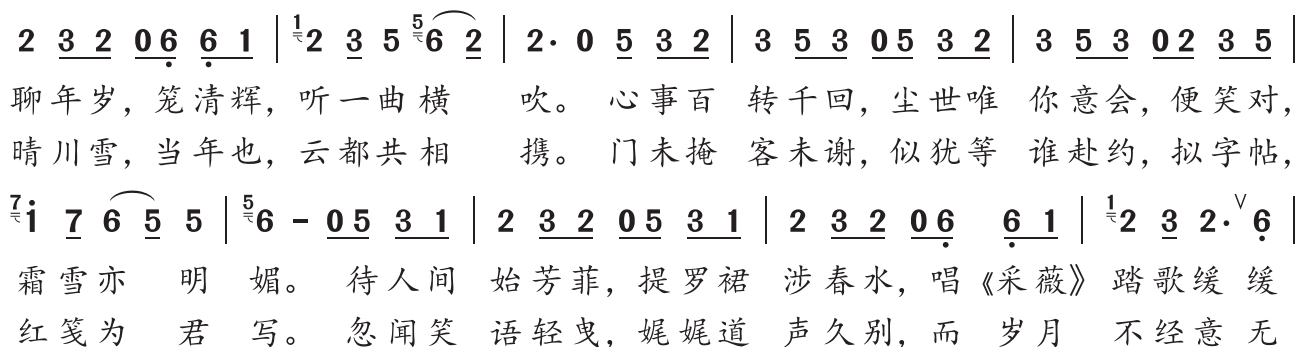 2 3 2 0 6 6 1 | 1 2 3 5 5 6 2 | 2· 0 5 3 2 | 3 5 3 0 5 3 2 | 3 5 3 0 2 3 5 |
聊年岁，笼清辉，听一曲横 吹。心事百 转千回，尘世唯 你意会，便笑对，
晴川雪，当年也，云都共相 携。门未掩 客未谢，似犹等 谁赴约，拟字帖，
7 i 7 6 5 5 | 5 6 - 0 5 3 1 | 2 3 2 0 5 3 1 | 2 3 2 0 6 6 1 | 1 2 3 2· V 6 |
霜雪亦 明 媚。待人间 始芳菲，提罗裙 涉春水，唱《采薇》踏歌缓 缓
红笺为 君 写。忽闻笑 语轻曳，娓娓道 声久别，而 岁月 不经意 无